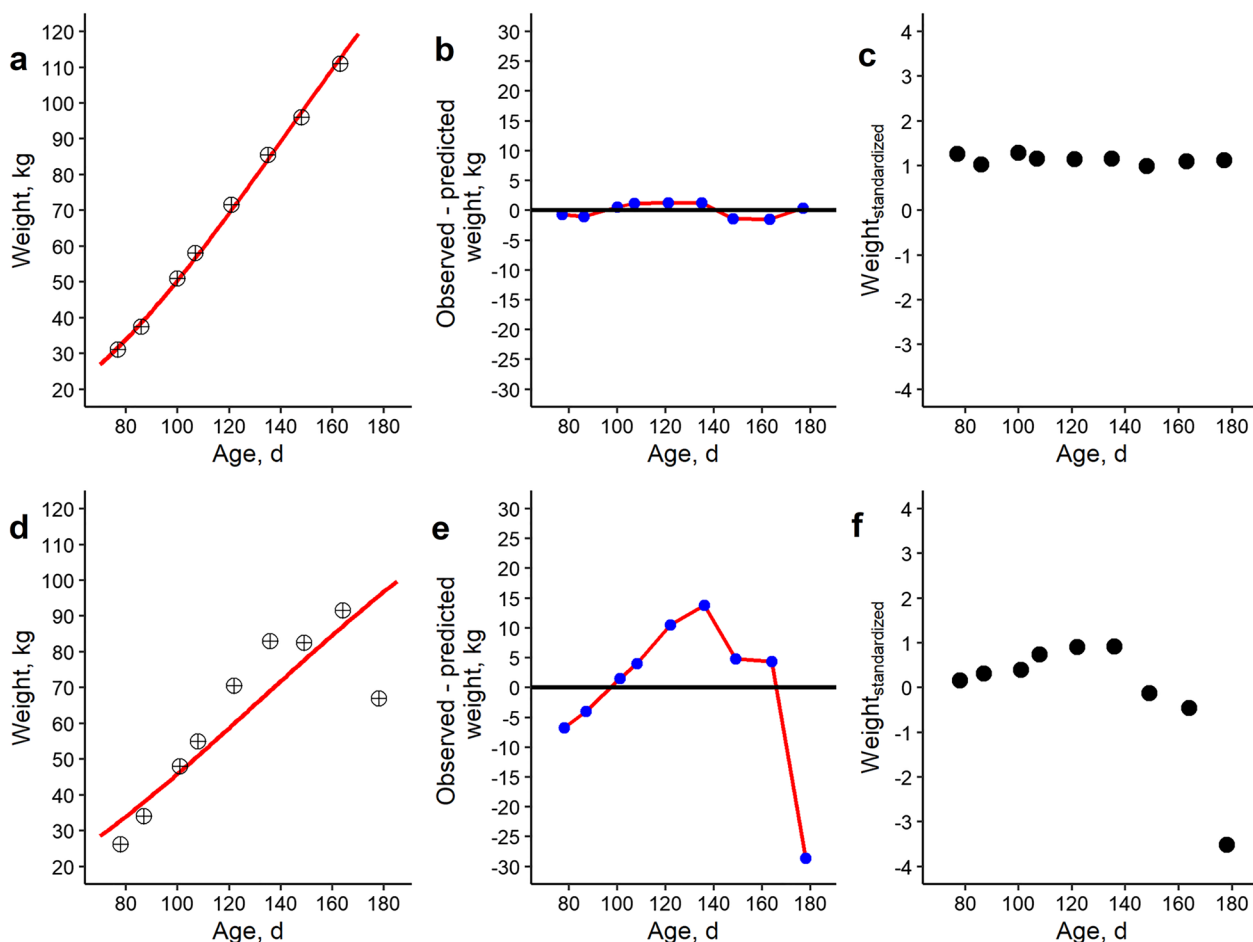 a
Weight, kg
120
110
100
90
80
70
60
50
40
30
20
80 100 120 140 160 180
Age, d
b
Observed - predicted
weight, kg
30
25
20
15
10
5
0
-5
-10
-15
-20
-25
-30
80 100 120 140 160 180
Age, d
c
Weightstandardized
4
3
2
1
0
-1
-2
-3
-4
80 100 120 140 160 180
Age, d
d
Weight, kg
120
110
100
90
80
70
60
50
40
30
20
80 100 120 140 160 180
Age, d
e
Observed - predicted
weight, kg
30
25
20
15
10
5
0
-5
-10
-15
-20
-25
-30
80 100 120 140 160 180
Age, d
f
Weightstandardized
4
3
2
1
0
-1
-2
-3
-4
80 100 120 140 160 180
Age, d